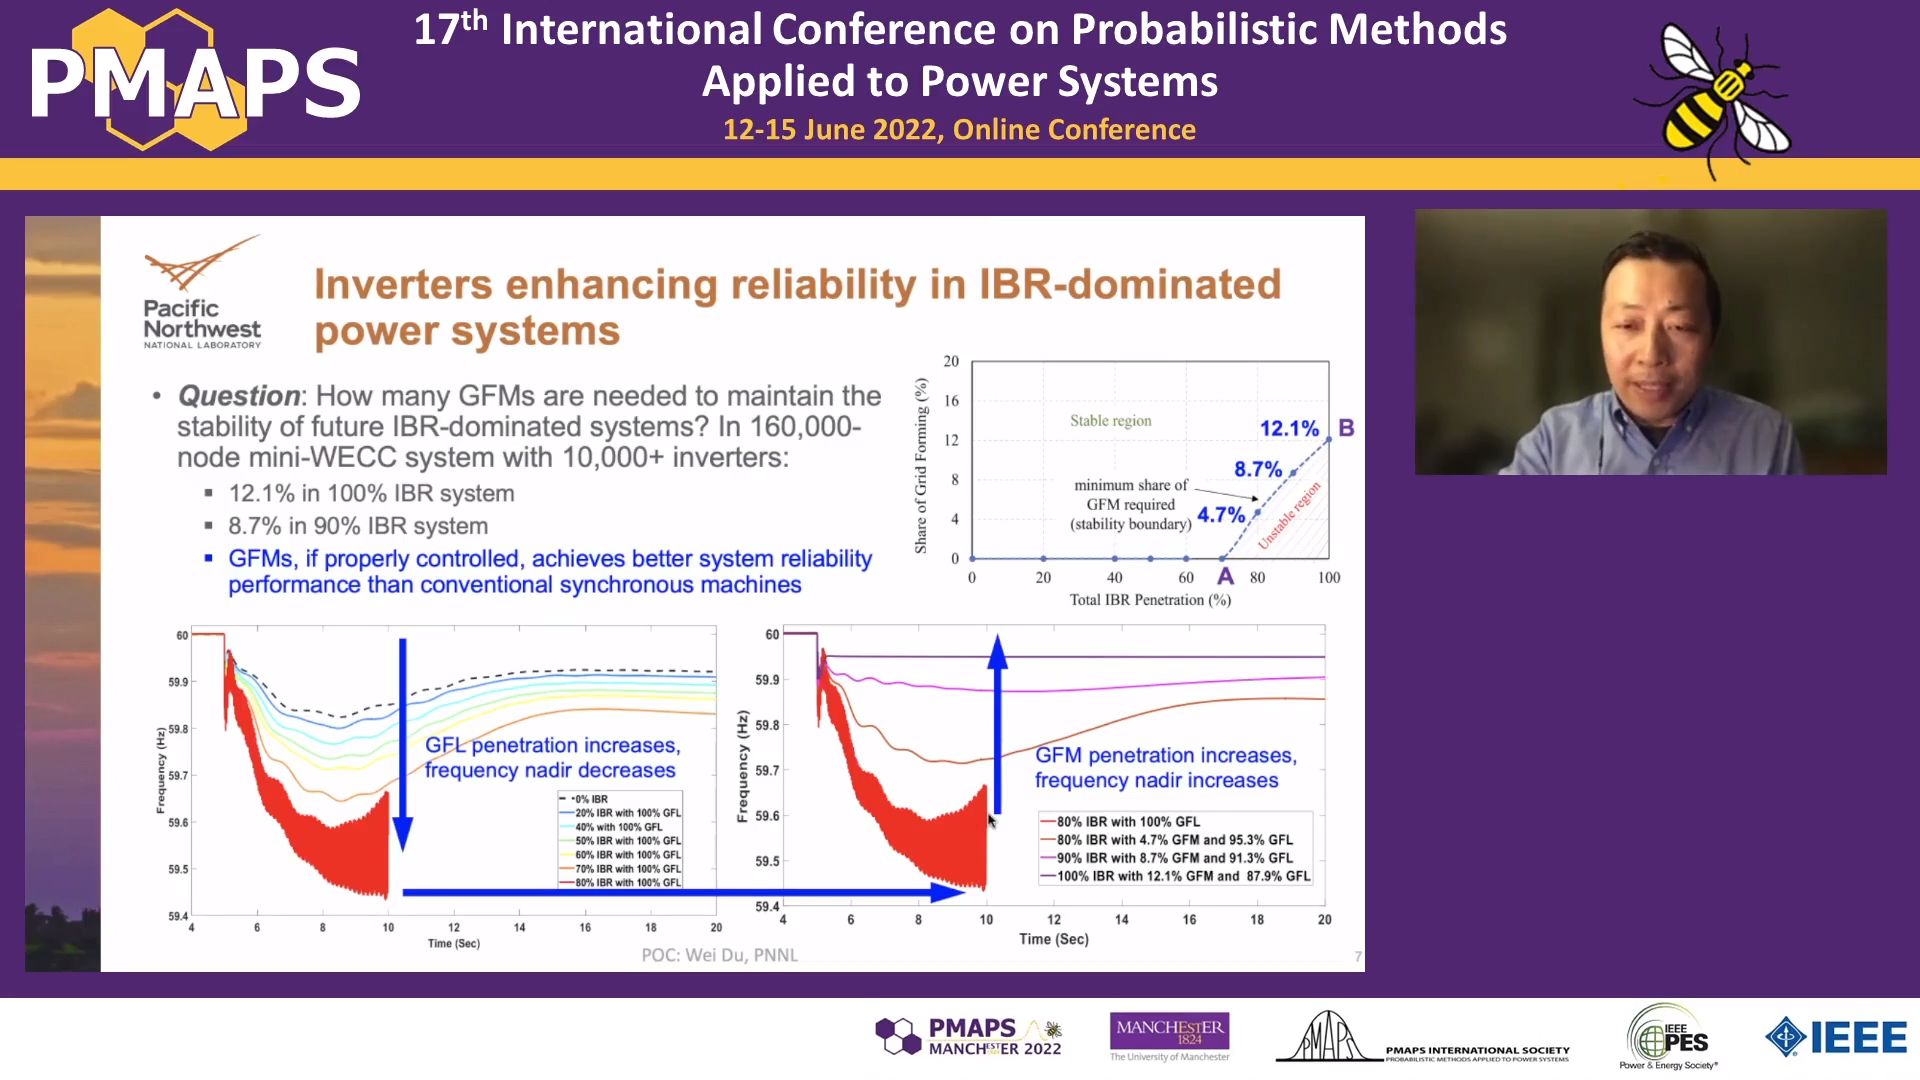 PMAPS
17th International Conference on Probabilistic Methods
Applied to Power Systems
12-15 June 2022, Online Conference
Pacific
Northwest
NATIONAL LABORATORY
Inverters enhancing reliability in IBR-dominated
power systems
• Question: How many GFMs are needed to maintain the
stability of future IBR-dominated systems? In 160,000-
node mini-WECC system with 10,000+ inverters:
▪ 12.1% in 100% IBR system
▪ 8.7% in 90% IBR system
▪ GFMs, if properly controlled, achieves better system reliability
performance than conventional synchronous machines
Share of Grid Forming (%)
20
16
12
8
4
0
Stable region
12.1% B
8.7%
4.7%
minimum share of
GFM required
(stability boundary)
Unstable region
0 20 40 60 A 80 100
Total IBR Penetration (%)
Frequency (Hz)
60
59.9
59.8
59.7
59.6
59.5
59.4
GFL penetration increases,
frequency nadir decreases
0% IBR
20% IBR with 100% GFL
40% with 100% GFL
50% IBR with 100% GFL
60% IBR with 100% GFL
70% IBR with 100% GFL
80% IBR with 100% GFL
4 6 8 10 12 14 16 18 20
Time (Sec)
Frequency (Hz)
60
59.9
59.8
59.7
59.6
59.5
59.4
GFM penetration increases,
frequency nadir increases
80% IBR with 100% GFL
80% IBR with 4.7% GFM and 95.3% GFL
90% IBR with 8.7% GFM and 91.3% GFL
100% IBR with 12.1% GFM and 87.9% GFL
4 6 8 10 12 14 16 18 20
Time (Sec)
POC: Wei Du, PNNL
7
PMAPS
MANCHESTER 2022
MANCHESTER
1824
The University of Manchester
PMAPS
PMAPS INTERNATIONAL SOCIETY
PROBABILISTIC METHODS APPLIED TO POWER SYSTEMS
IEEE
PES
Power & Energy Society®
IEEE